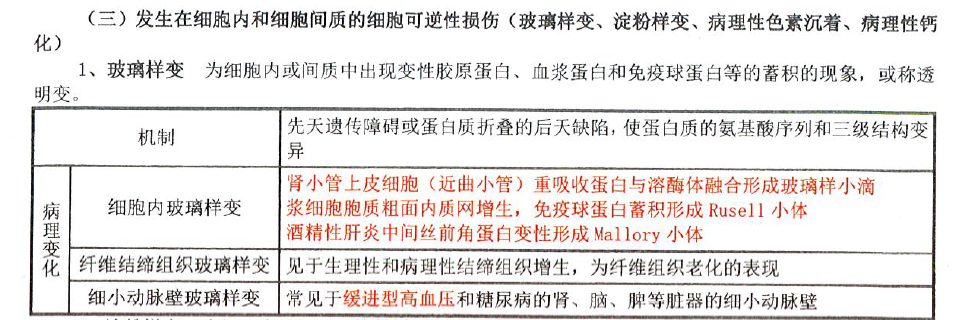 （三）发生在细胞内和细胞间质的细胞可逆性损伤（玻璃样变、淀粉样变、病理性色素沉着、病理性钙
化）
1、玻璃样变 为细胞内或间质中出现变性胶原蛋白、血浆蛋白和免疫球蛋白等的蓄积的现象，或称透
明变。
机制
先天遗传障碍或蛋白质折叠的后天缺陷，使蛋白质的氨基酸序列和三级结构变
异
病理变化
细胞内玻璃样变
肾小管上皮细胞（近曲小管）重吸收蛋白与溶酶体融合形成玻璃样小滴
浆细胞胞质粗面内质网增生，免疫球蛋白蓄积形成 Rusell 小体
酒精性肝炎中间丝前角蛋白变性形成 Mallory 小体
纤维结缔组织玻璃样变
见于生理性和病理性结缔组织增生，为纤维组织老化的表现
细小动脉壁玻璃样变
常见于缓进型高血压和糖尿病的肾、脑、脾等脏器的细小动脉壁